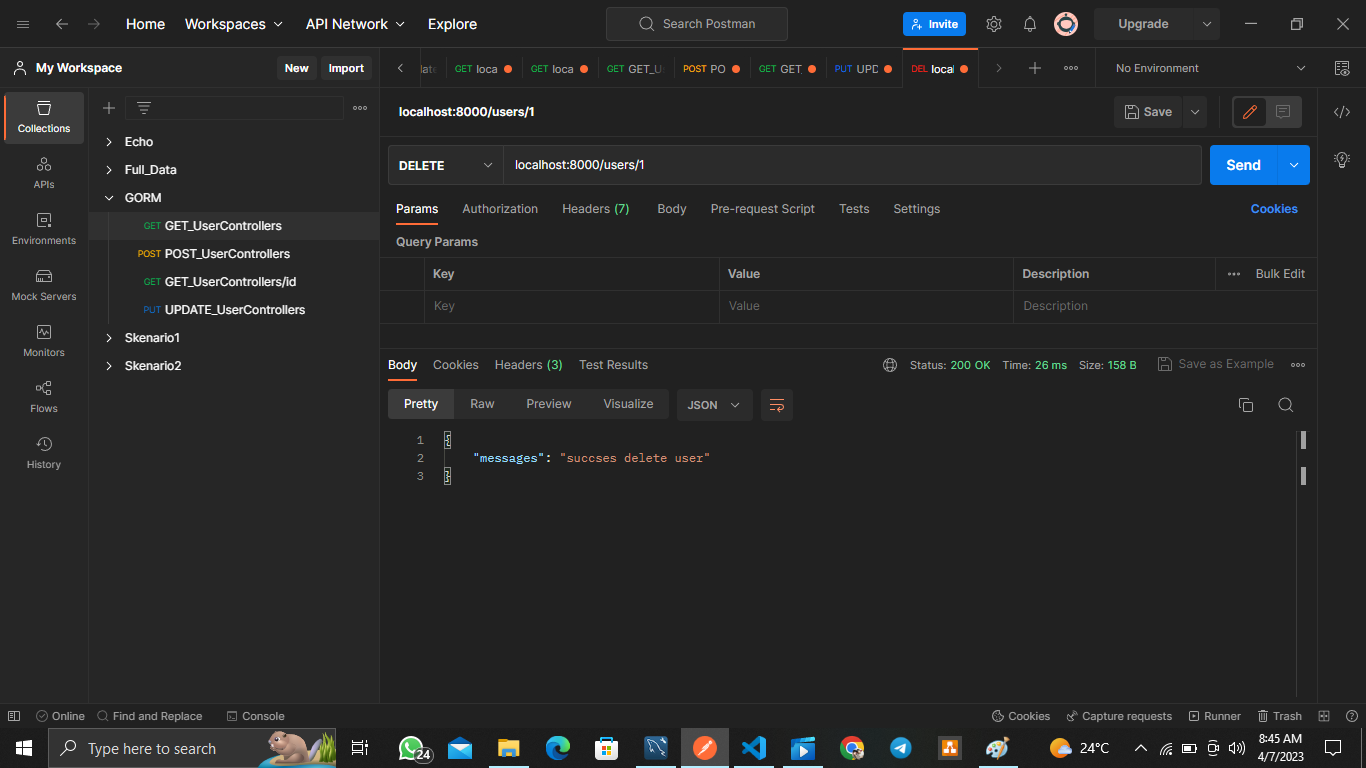 Home Workspaces API Network Explore Search Postman Invite Upgrade
My Workspace New Import
GET loca GET loca GET GET_U POST PO GET GET_ PUT UPD DEL local No Environment
Collections
APIs
Environments
Mock Servers
Monitors
Flows
History
Echo
Full_Data
GORM
GET GET_UserControllers
POST POST_UserControllers
GET GET_UserControllers/id
PUT UPDATE_UserControllers
Skenario1
Skenario2
localhost:8000/users/1 Save
DELETE localhost:8000/users/1 Send
Params Authorization Headers (7) Body Pre-request Script Tests Settings Cookies
Query Params
Key Value Description Bulk Edit
Key Value Description
Body Cookies Headers (3) Test Results Status: 200 OK Time: 26 ms Size: 158 B Save as Example
Pretty Raw Preview Visualize JSON
1 {
2 "messages": "succses delete user"
3 }
Online Find and Replace Console Cookies Capture requests Runner Trash
Type here to search 24 24°C 8:45 AM
4/7/2023